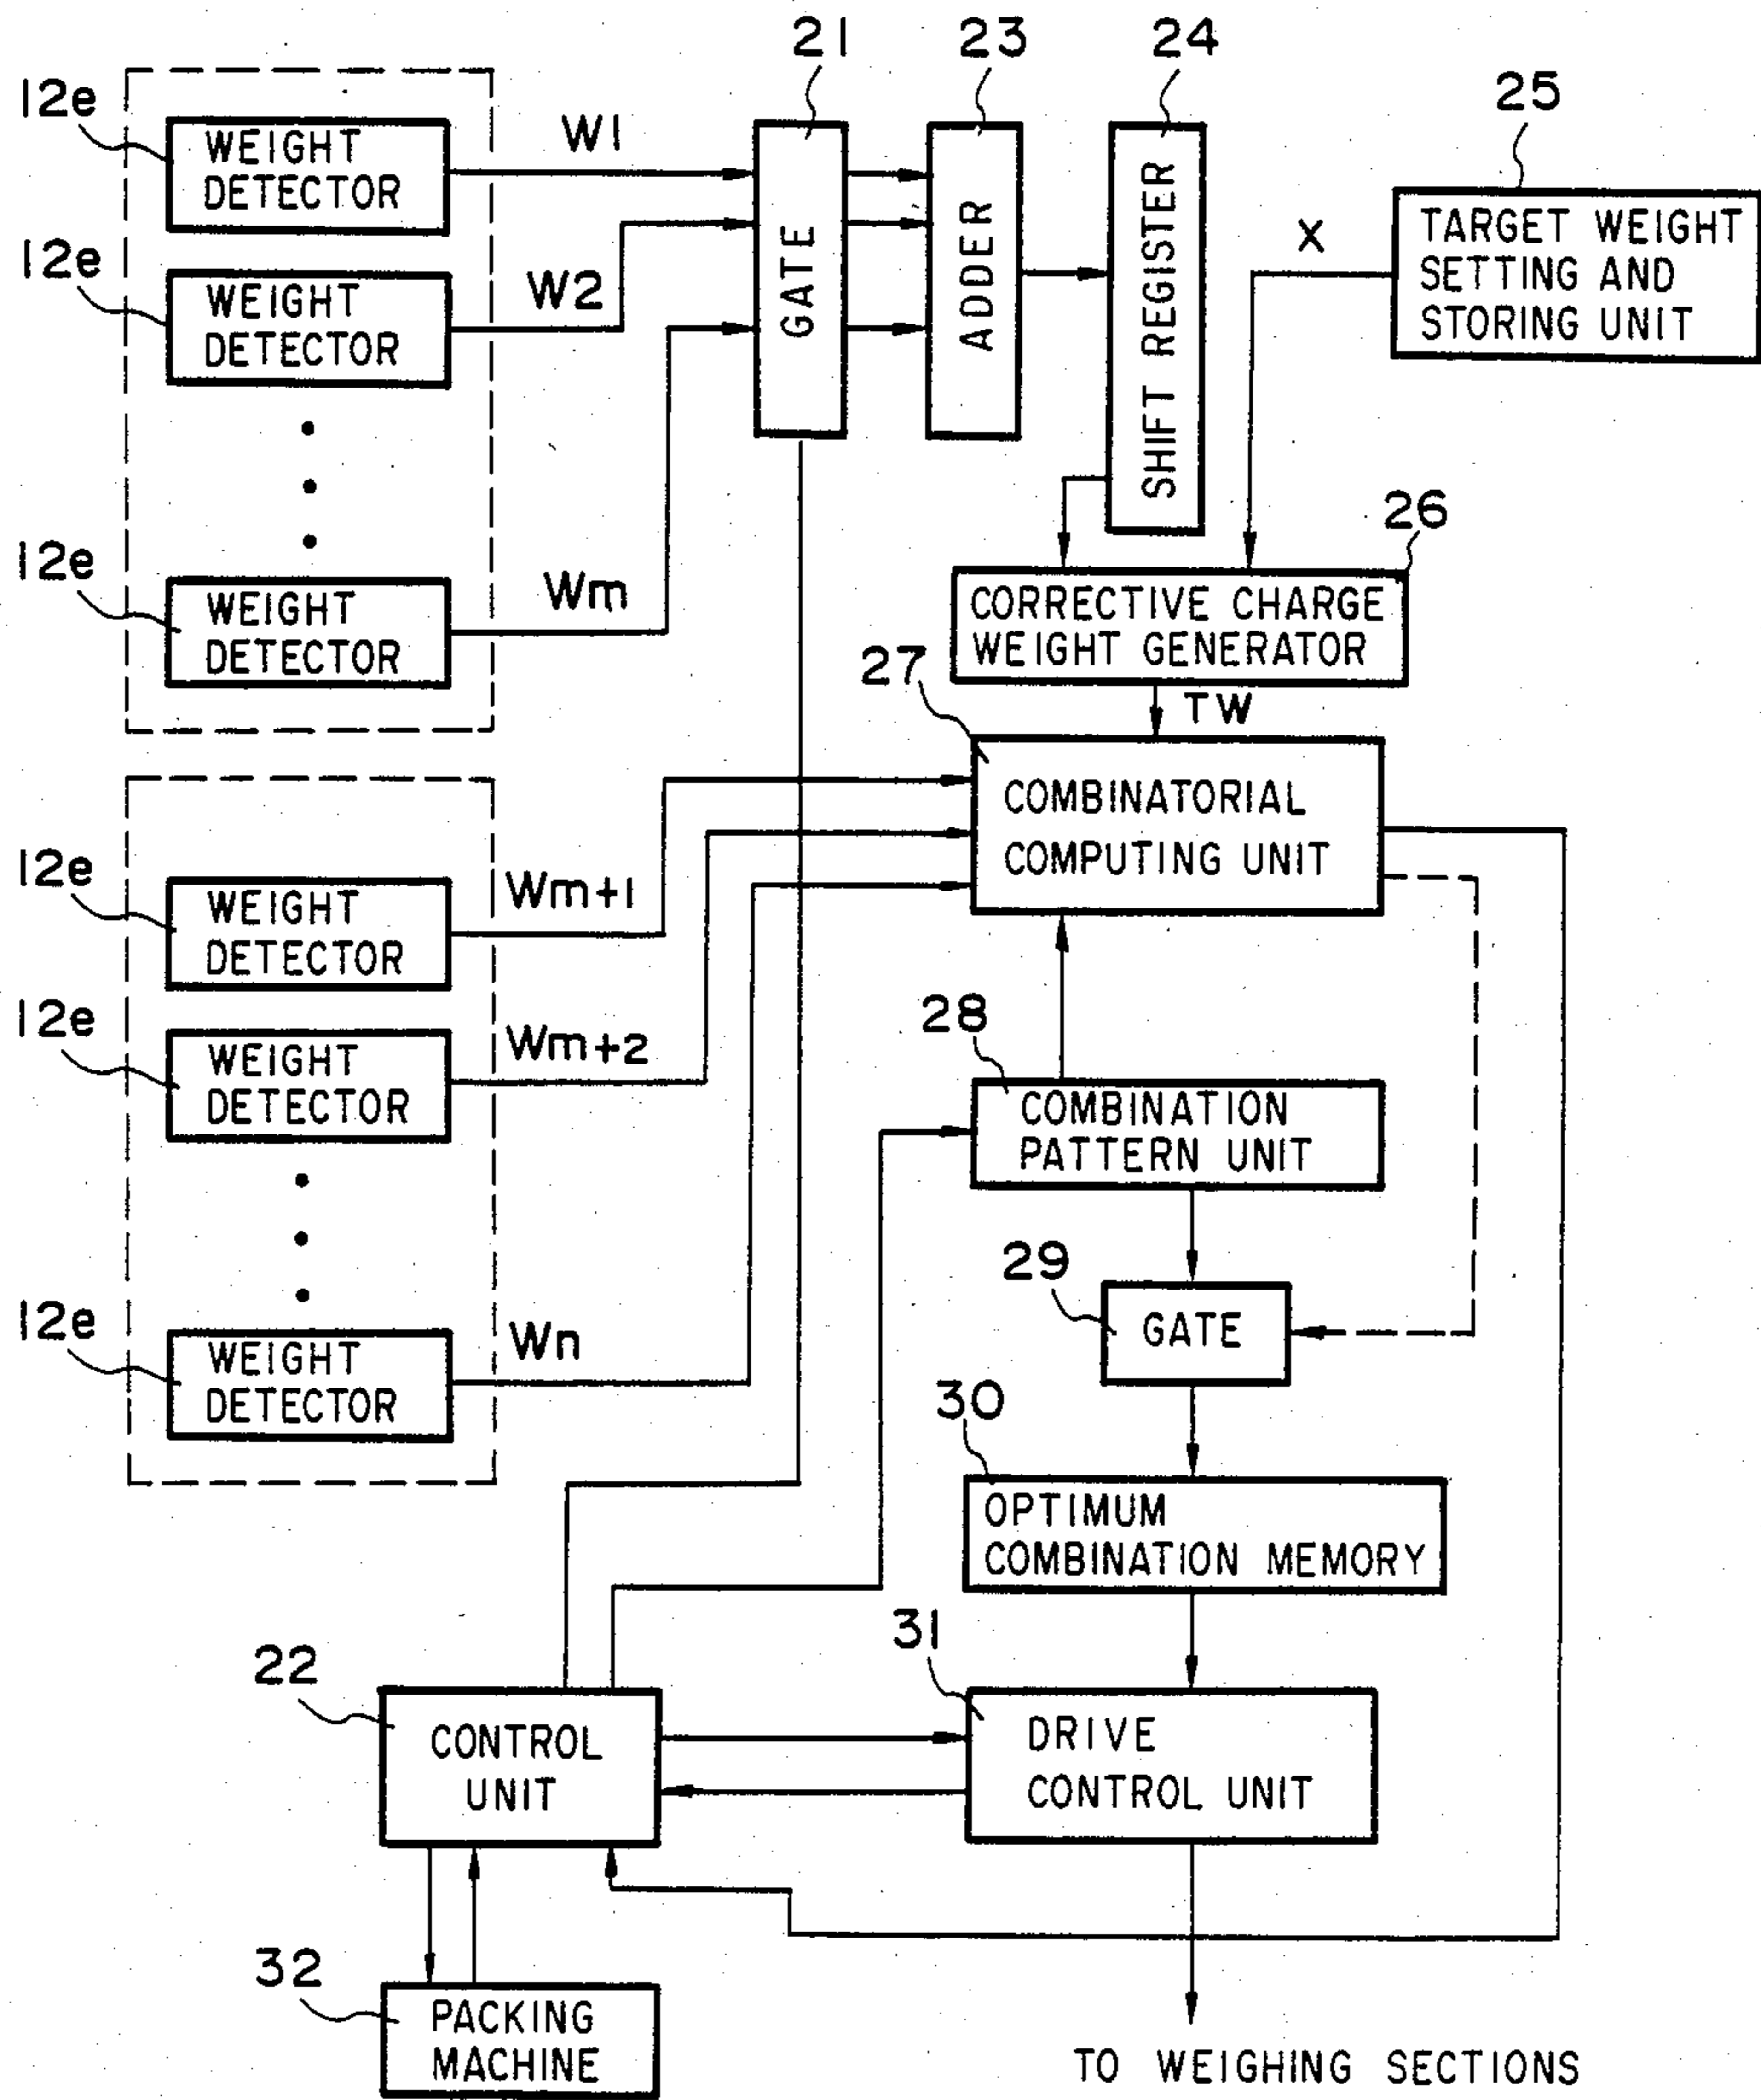 21
23
24
25
12e
WEIGHT
DETECTOR
W1
GATE
ADDER
SHIFT REGISTER
X
TARGET WEIGHT
SETTING AND
STORING UNIT
12e
WEIGHT
DETECTOR
W2
12e
WEIGHT
DETECTOR
Wm
26
CORRECTIVE CHARGE
WEIGHT GENERATOR
TW
27
COMBINATORIAL
COMPUTING UNIT
12e
WEIGHT
DETECTOR
Wm+1
12e
WEIGHT
DETECTOR
Wm+2
28
COMBINATION
PATTERN UNIT
29
GATE
12e
WEIGHT
DETECTOR
Wn
30
OPTIMUM
COMBINATION MEMORY
22
CONTROL
UNIT
31
DRIVE
CONTROL UNIT
32
PACKING
MACHINE
TO WEIGHING SECTIONS